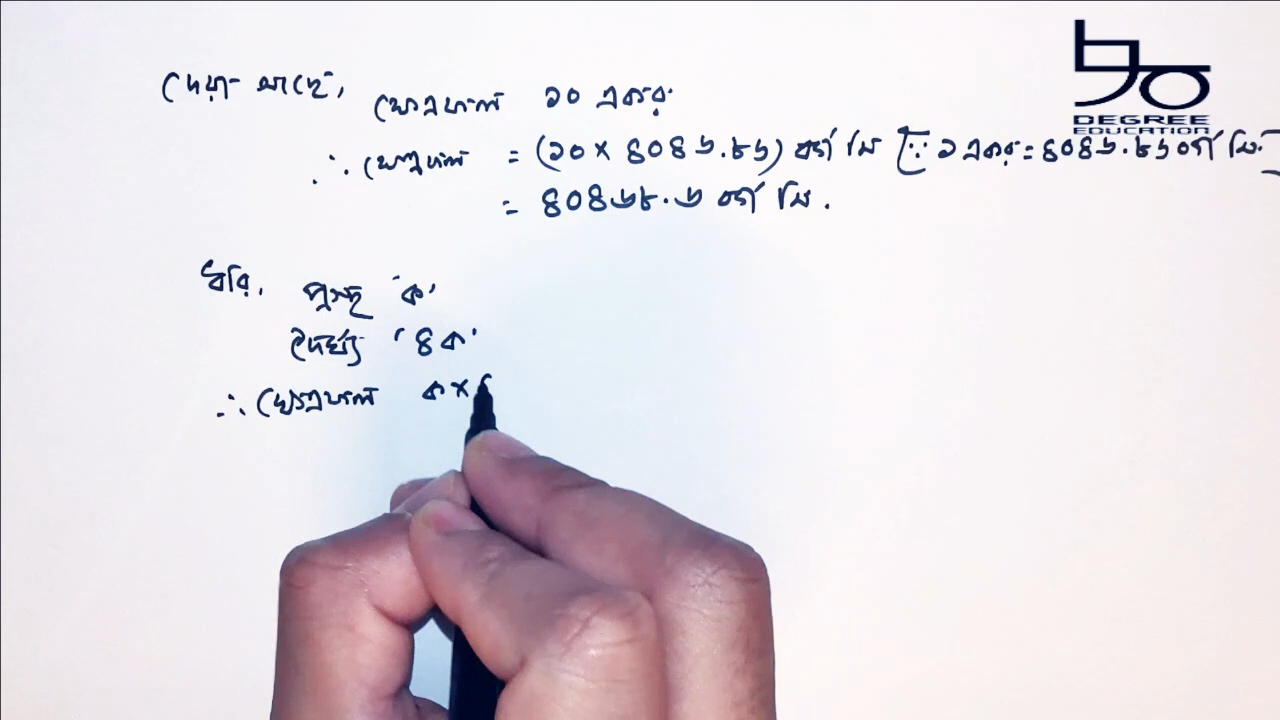 DEGREE
EDUCATION
দেয়া আছে,
ক্ষেত্রফল ১০ একর
∴ ক্ষেত্রফল = (১০ × ৪০৪৬.৮৬) বর্গ মি [∵ ১ একর = ৪০৪৬.৮৬ বর্গ মি.]
= ৪০৪৬৮.৬ বর্গ মি.
ধরি, প্রস্থ 'ক'
দৈর্ঘ্য '৪ক'
∴ ক্ষেত্রফল ক×